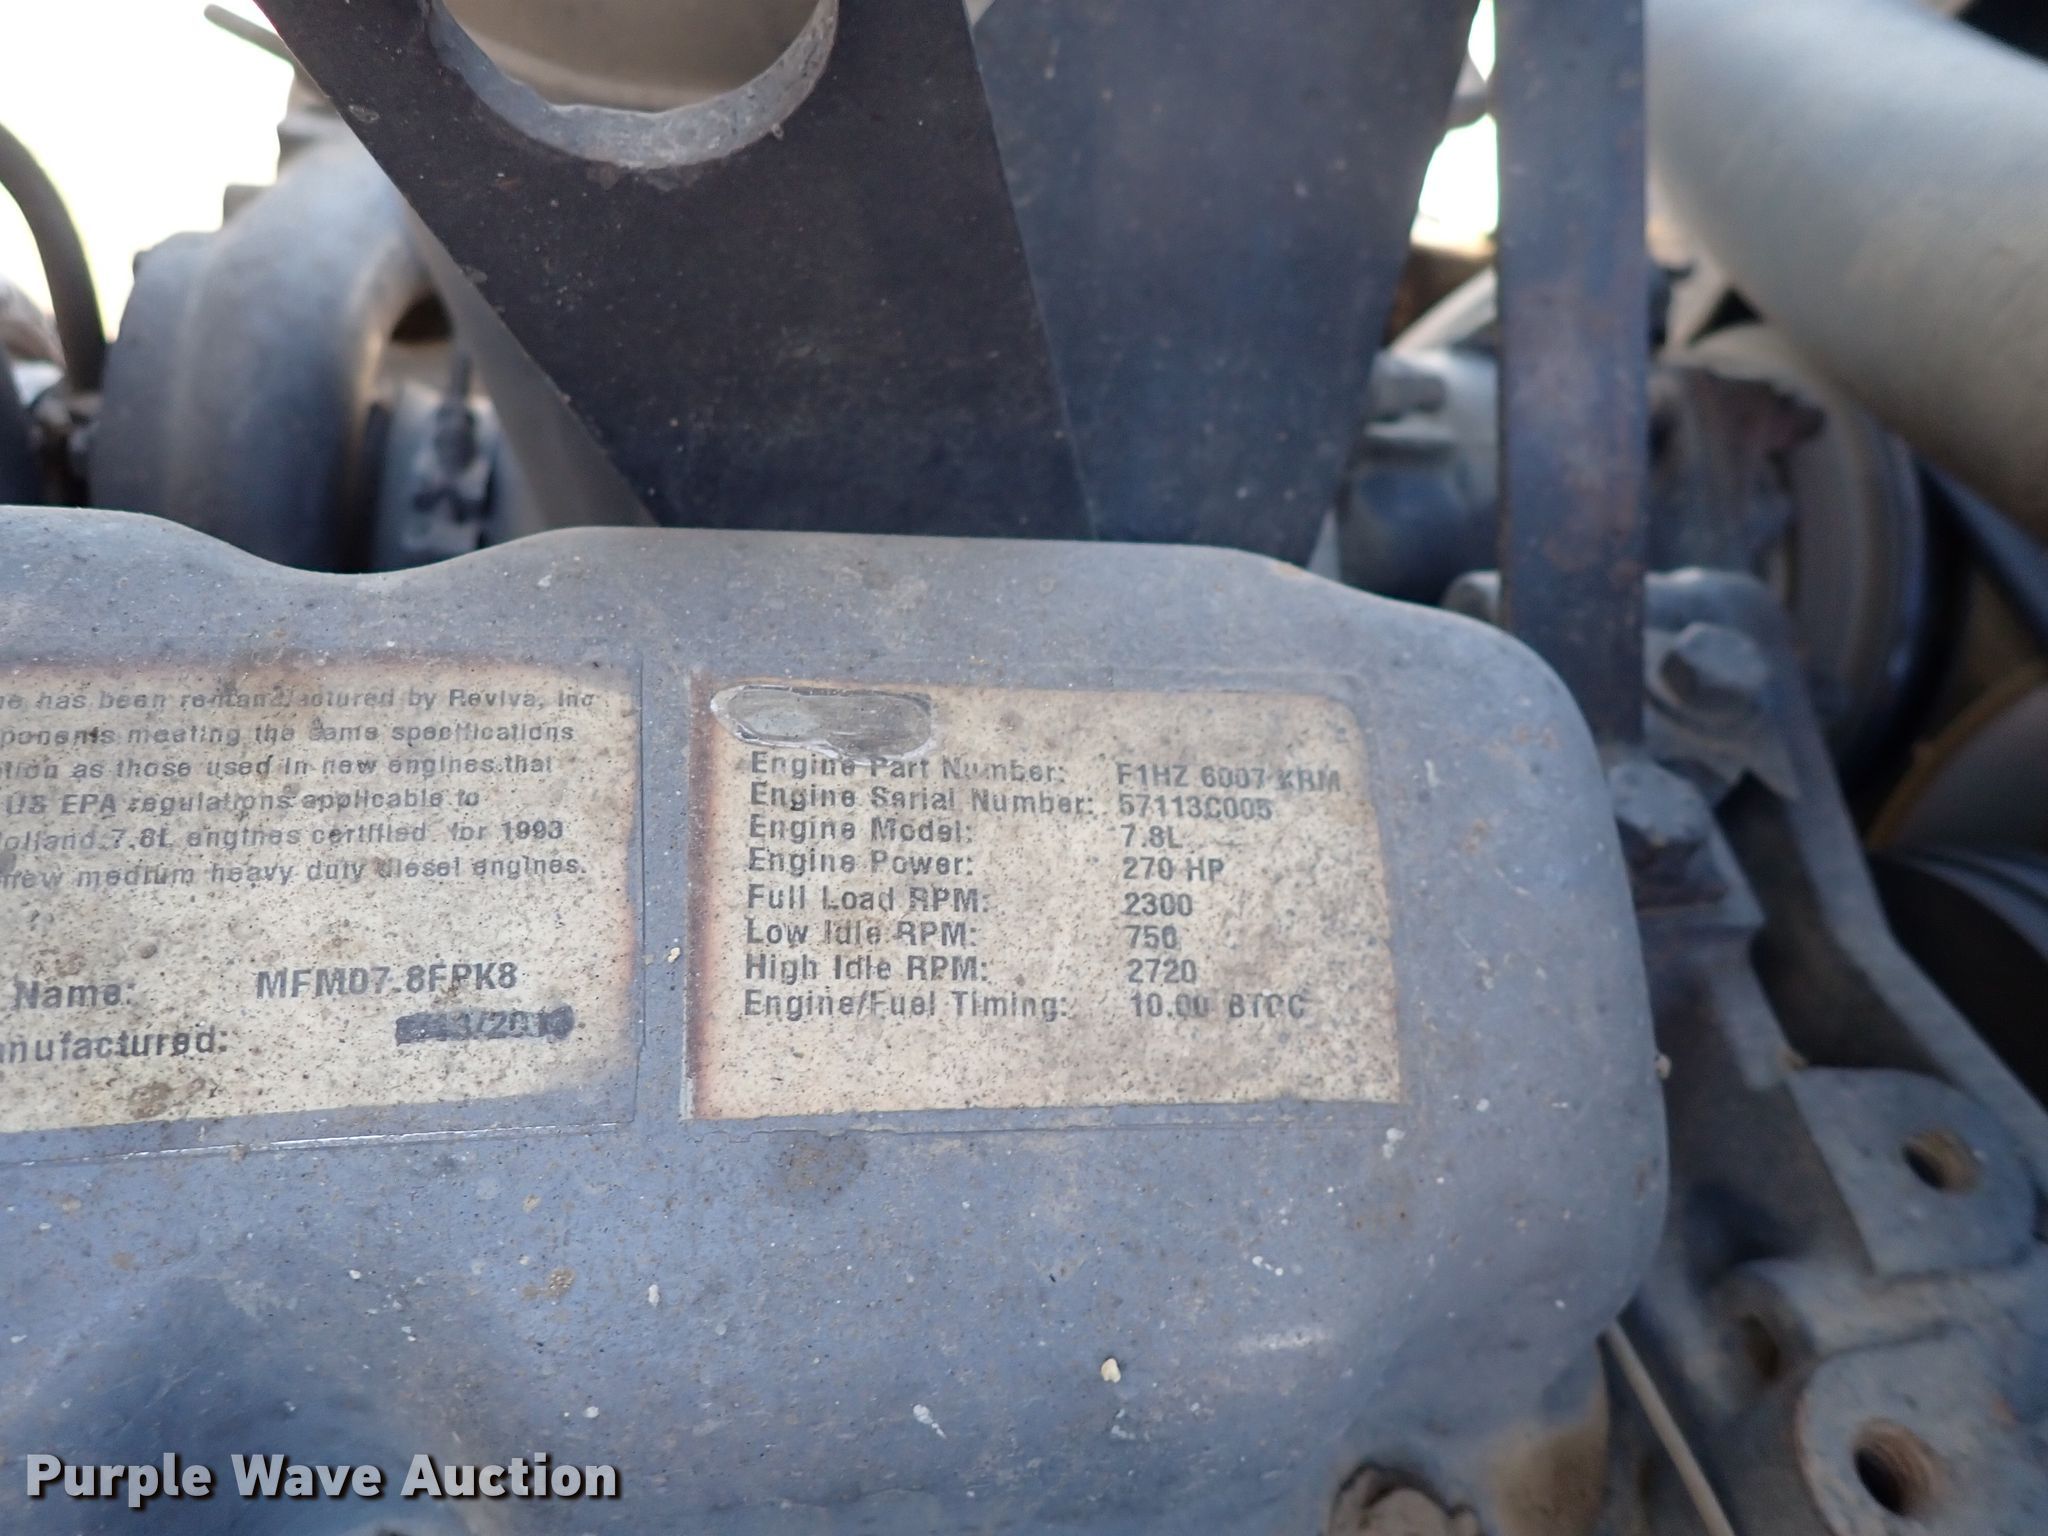 ne has been remanufactured by Reviva, Inc
ponents meeting the same specifications
tion as those used in new engines that
US EPA regulations applicable to
olland 7.8L engines certified for 1993
new medium heavy duty diesel engines.
Name: MFM07.8FPK8
anufactured:
Engine Part Number: F1HZ 6007 KRM
Engine Serial Number: 57113C005
Engine Model: 7.8L
Engine Power: 270 HP
Full Load RPM: 2300
Low Idle RPM: 750
High Idle RPM: 2720
Engine/Fuel Timing: 10.00 BTDC
Purple Wave Auction